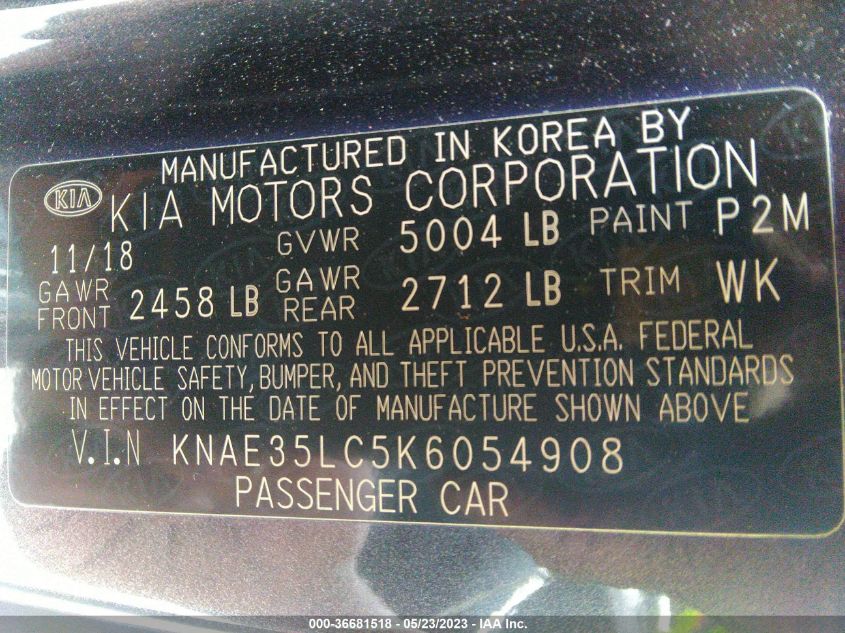 MANUFACTURED IN KOREA BY
KIA KIA MOTORS CORPORATION
11/18 GVWR 5004 LB PAINT P2M
GAWR FRONT 2458 LB GAWR REAR 2712 LB TRIM WK
THIS VEHICLE CONFORMS TO ALL APPLICABLE U.S.A. FEDERAL
MOTOR VEHICLE SAFETY, BUMPER, AND THEFT PREVENTION STANDARDS
IN EFFECT ON THE DATE OF MANUFACTURE SHOWN ABOVE
V.I.N KNAE35LC5K6054908
PASSENGER CAR
000-36681518 - 05/23/2023 - IAA Inc.